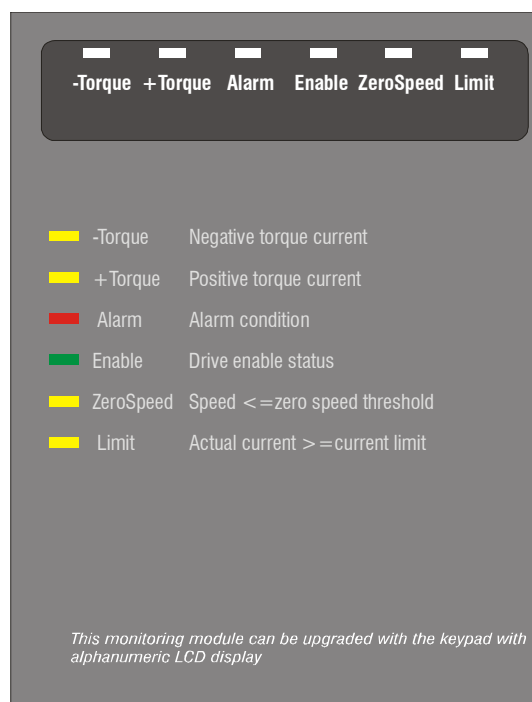 -Torque +Torque Alarm Enable ZeroSpeed Limit
-Torque Negative torque current
+Torque Positive torque current
Alarm Alarm condition
Enable Drive enable status
ZeroSpeed Speed <=zero speed threshold
Limit Actual current >=current limit
This monitoring module can be upgraded with the keypad with
alphanumeric LCD display